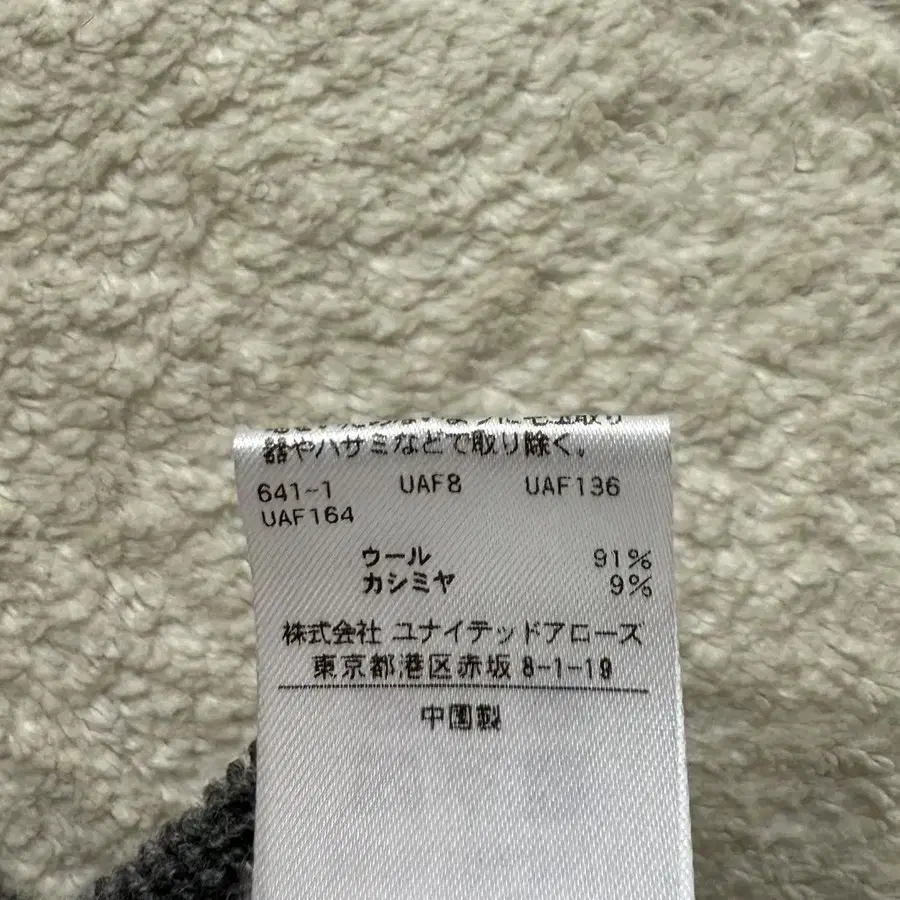 器やハサミなどで取り除く。
641-1 UAF8 UAF136
UAF164
ウール 91%
カシミヤ 9%
株式会社 ユナイテッドアローズ
東京都港区赤坂 8-1-19
中国製